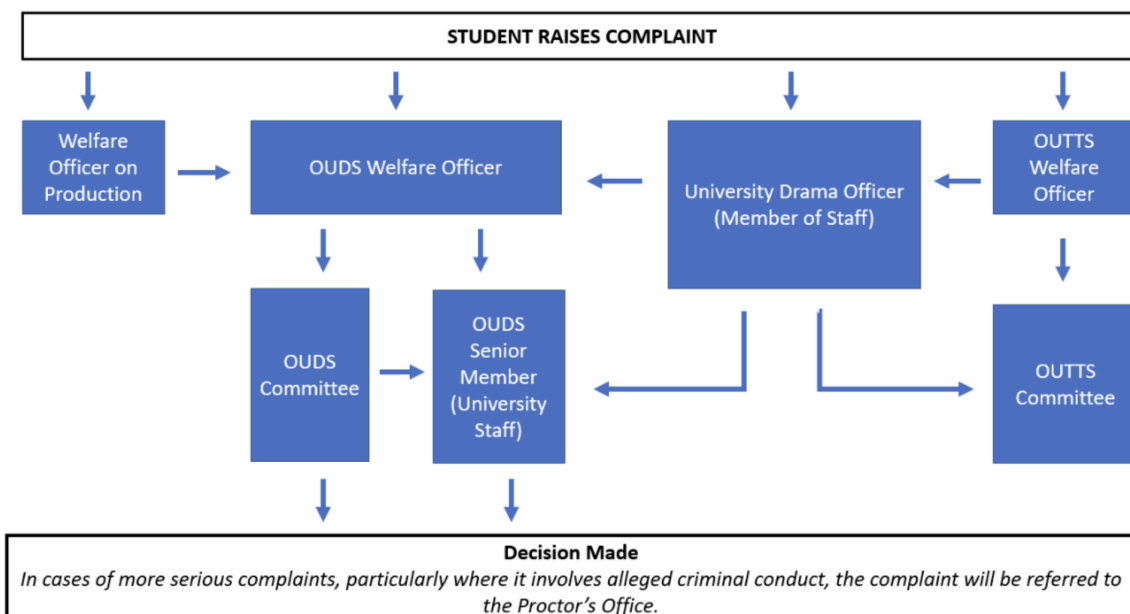 STUDENT RAISES COMPLAINT
Welfare
Officer on
Production
OUDS Welfare Officer
University Drama Officer
(Member of Staff)
OUTTS
Welfare
Officer
OUDS
Committee
OUDS
Senior
Member
(University
Staff)
OUTTS
Committee
Decision Made
In cases of more serious complaints, particularly where it involves alleged criminal conduct, the complaint will be referred to
the Proctor's Office.